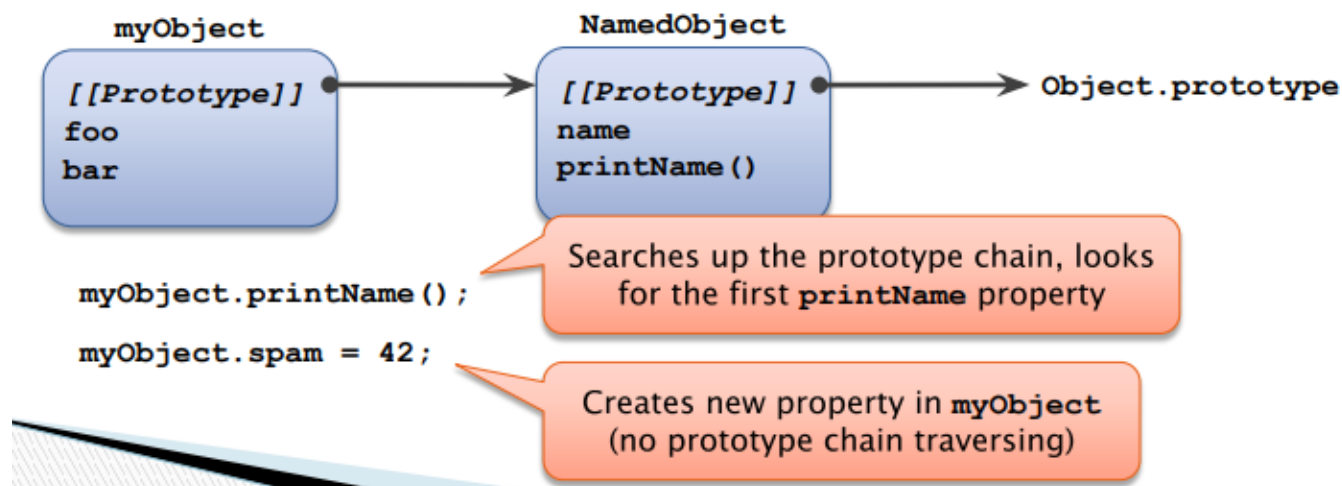 myObject
NamedObject
[[Prototype]]
foo
bar
[[Prototype]]
name
printName()
Object.prototype
myObject.printName();
Searches up the prototype chain, looks
for the first printName property
myObject.spam = 42;
Creates new property in myObject
(no prototype chain traversing)